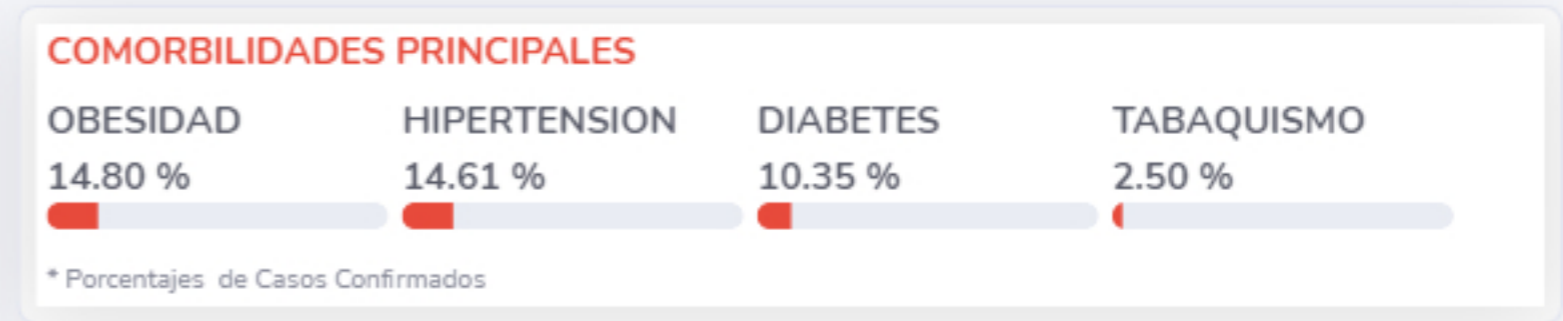 COMORBILIDADES PRINCIPALES
OBESIDAD HIPERTENSION DIABETES TABAQUISMO
14.80 % 14.61 % 10.35 % 2.50 %
* Porcentajes de Casos Confirmados